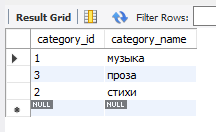 Result Grid Filter Rows:
category_id category_name
1 музыка
3 проза
2 стихи
NULL NULL